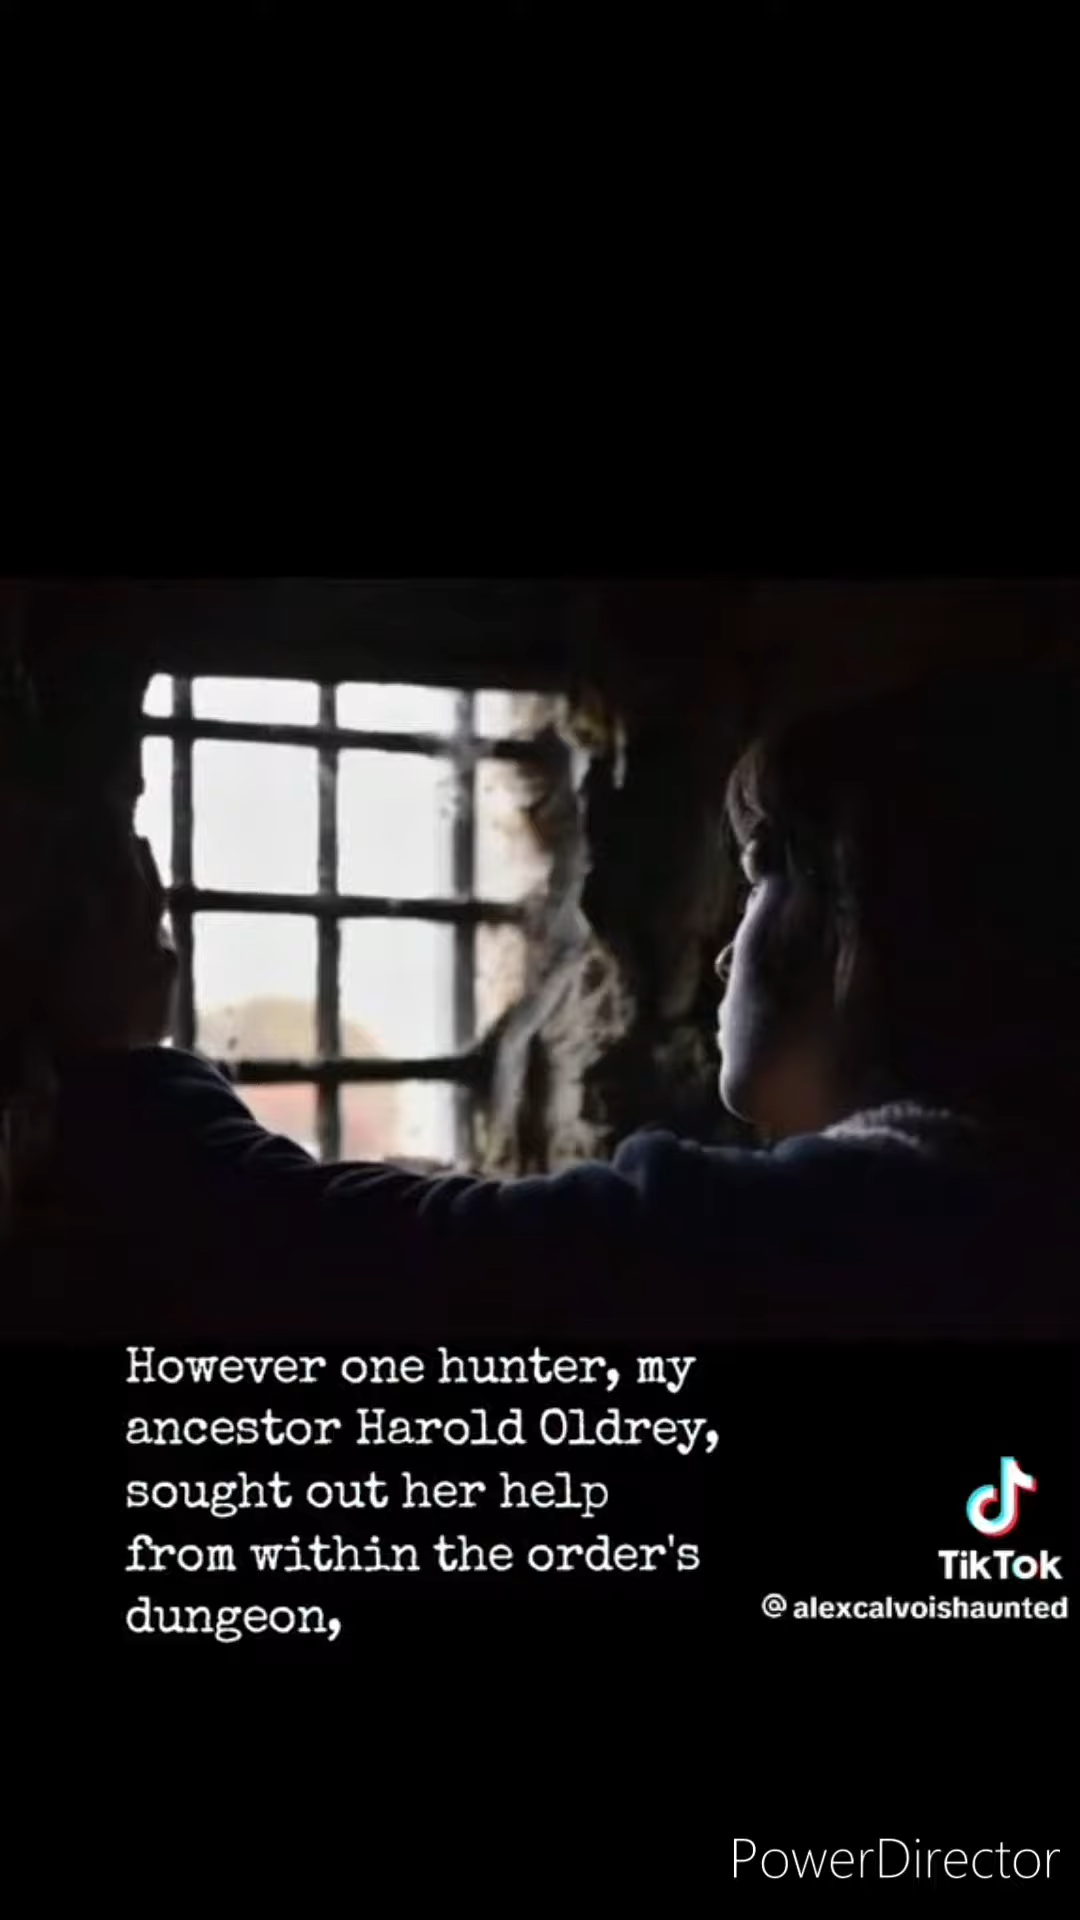 However one hunter, my
ancestor Harold Oldrey,
sought out her help
from within the order's
dungeon,
TikTok
@alexcalvoishaunted
PowerDirector